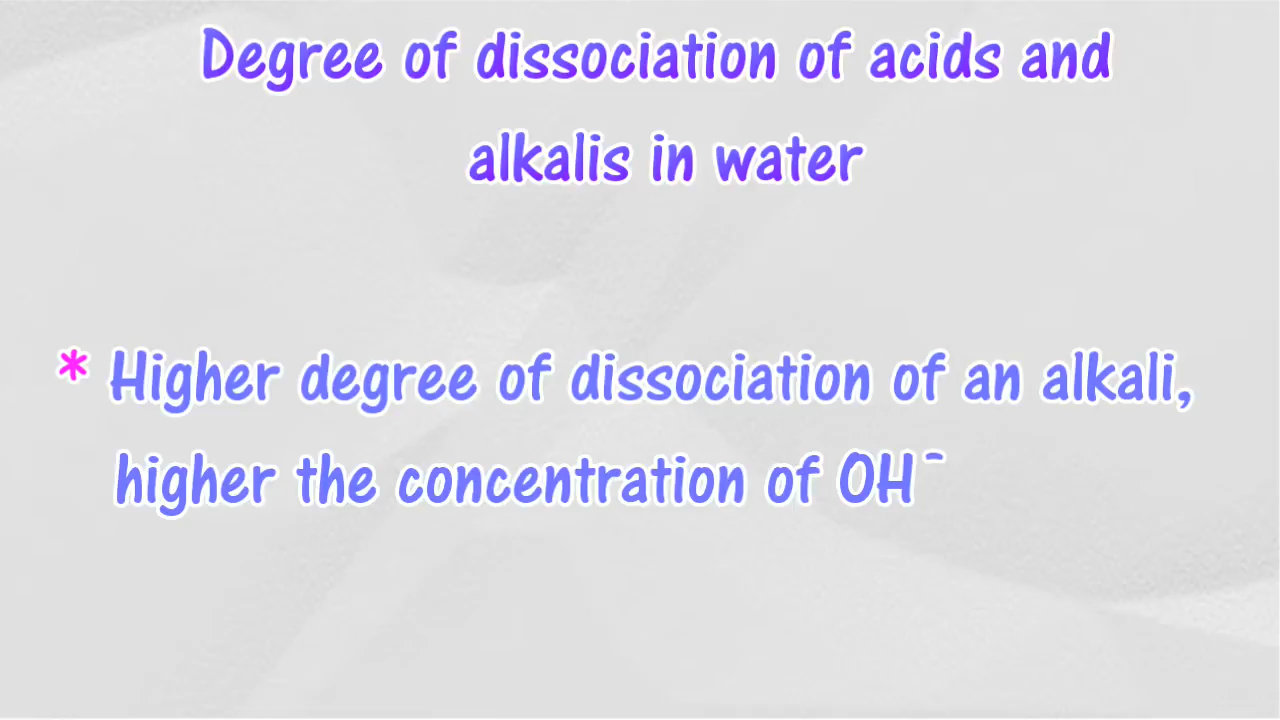 Degree of dissociation of acids and
alkalis in water
* Higher degree of dissociation of an alkali,
higher the concentration of OH⁻